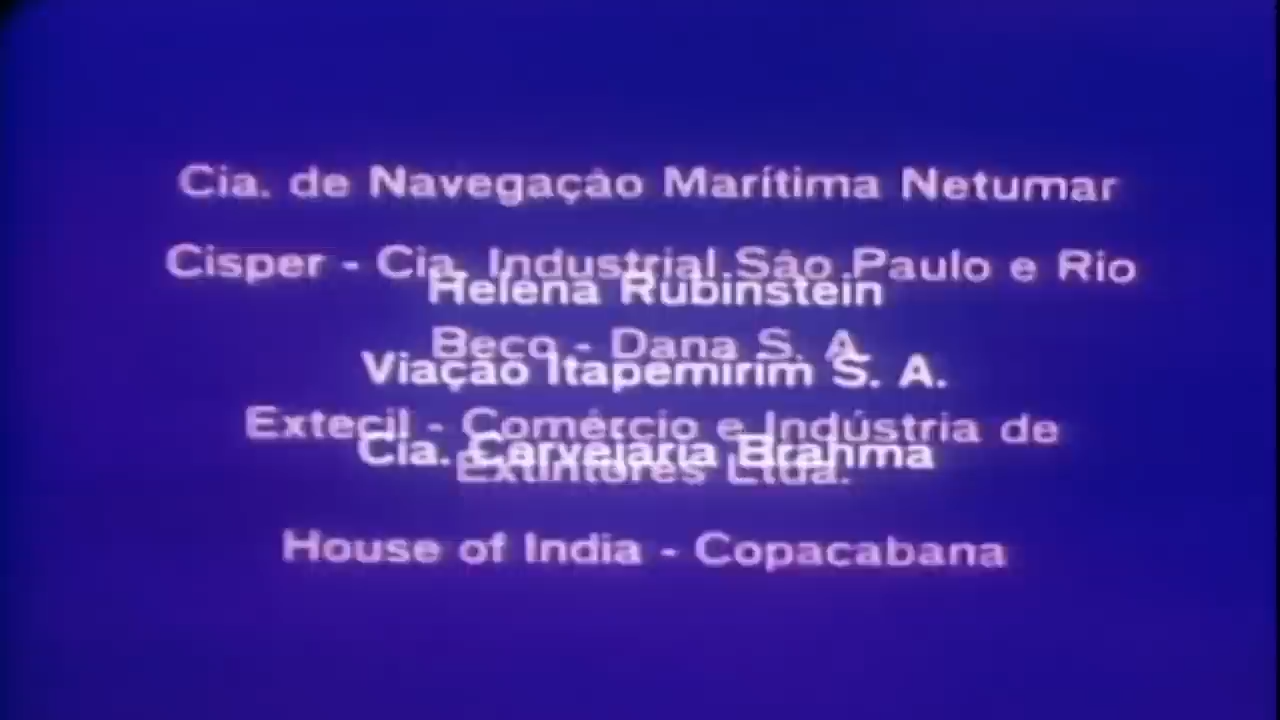 Cia. de Navegação Marítima Netumar
Cisper - Cia. Industrial São Paulo e Rio
Helena Rubinstein
Beco - Dana S. A.
Viação Itapemirim S. A.
Extecil - Comércio e Indústria de
Cia. Cervejaria Brahma
Extintores Ltda.
House of India - Copacabana